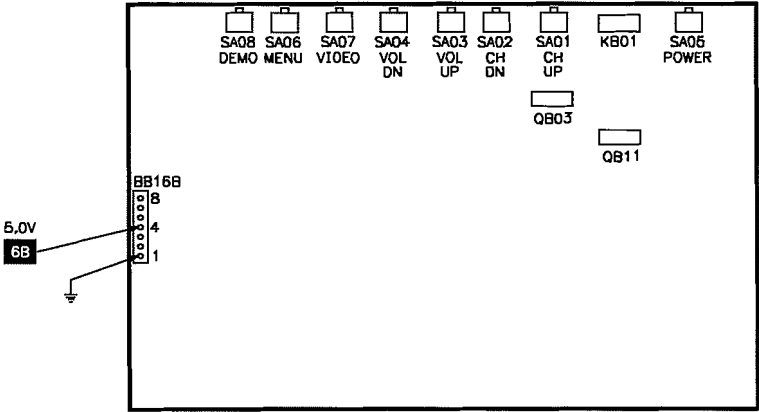 SA08 SA06 SA07 SA04 SA03 SA02 SA01 KB01 SA05
DEMO MENU VIDEO VOL VOL CH CH POWER
DN UP DN UP
QB03
QB11
BB16B
8
5.0V
4
6B
1